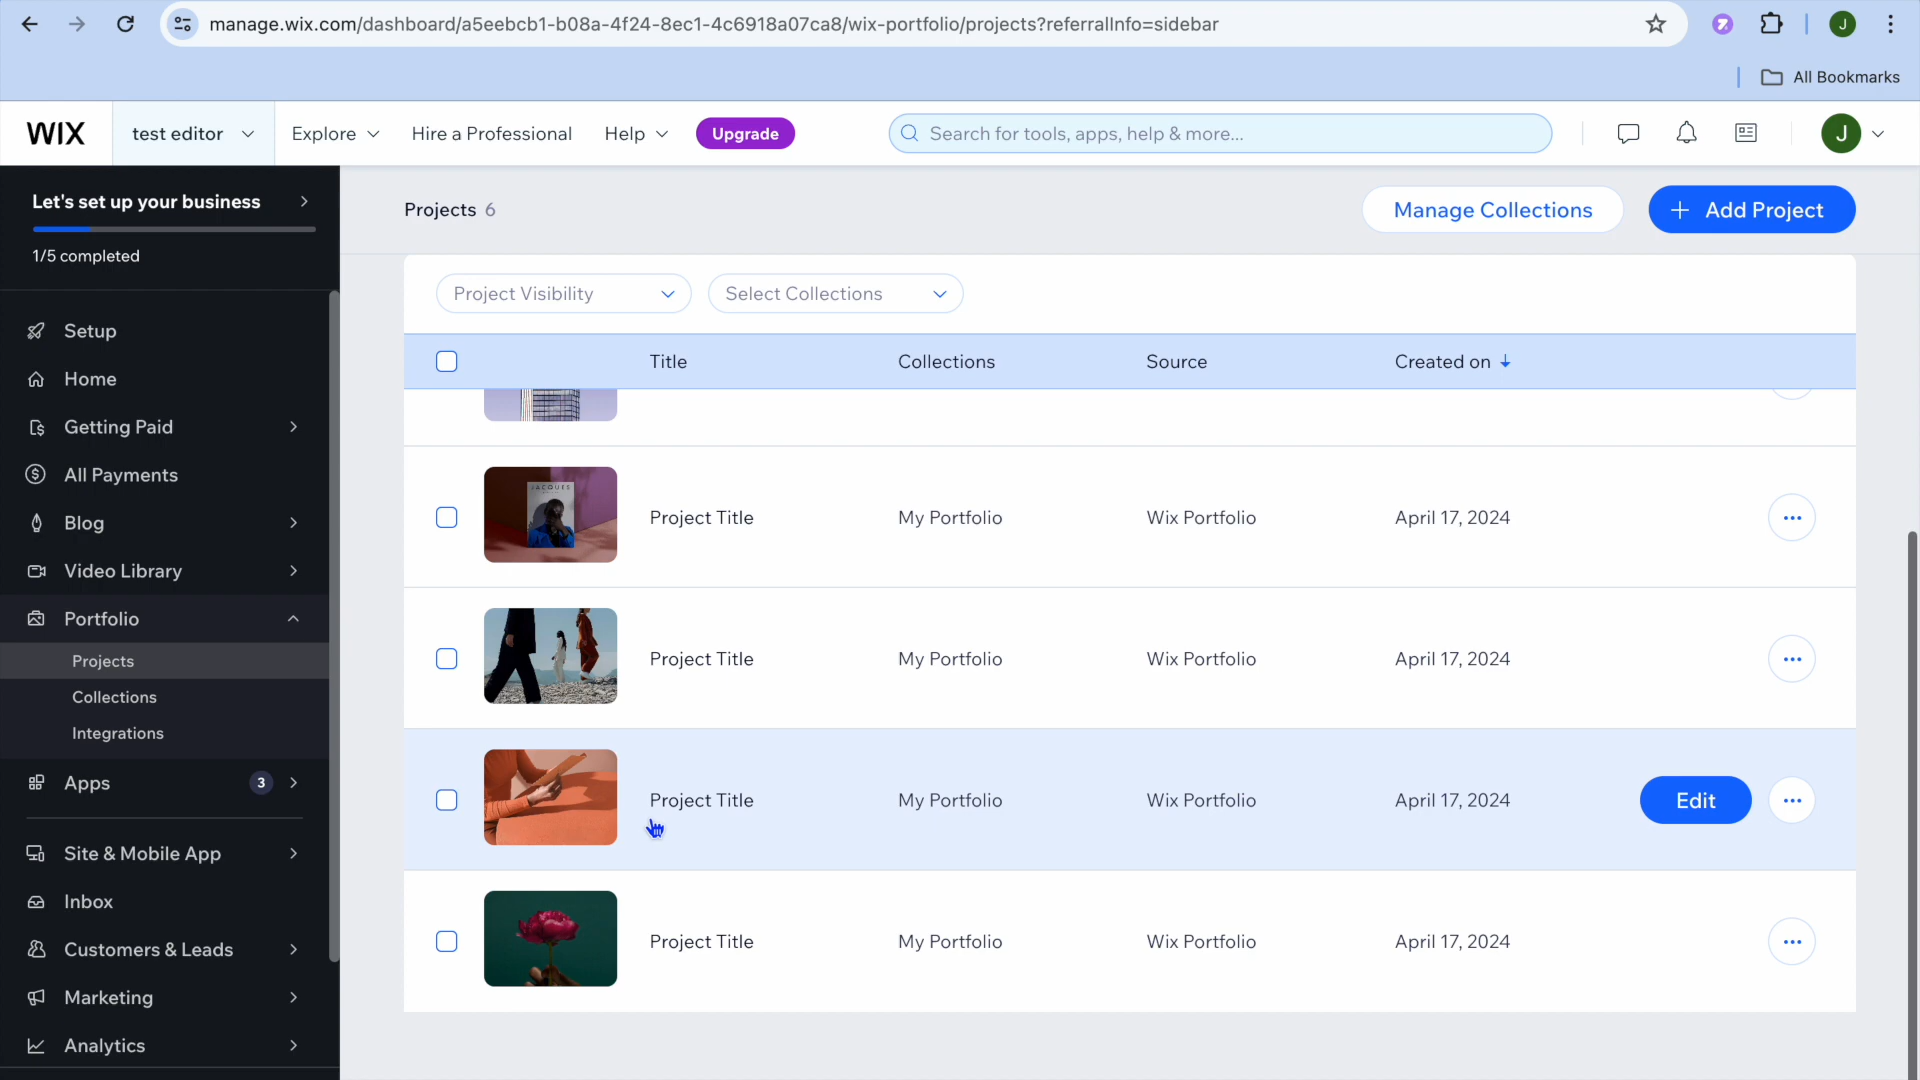 manage.wix.com/dashboard/a5eebcb1-b08a-4f24-8ec1-4c6918a07ca8/wix-portfolio/projects?referralInfo=sidebar
J
All Bookmarks
WIX
test editor
Explore
Hire a Professional
Help
Upgrade
Search for tools, apps, help & more...
J
Let's set up your business
1/5 completed
Setup
Home
Getting Paid
All Payments
Blog
Video Library
Portfolio
Projects
Collections
Integrations
Apps
3
Site & Mobile App
Inbox
Customers & Leads
Marketing
Analytics
Projects 6
Manage Collections
+ Add Project
Project Visibility
Select Collections
Title Collections Source Created on
JACQUES
Project Title My Portfolio Wix Portfolio April 17, 2024
Project Title My Portfolio Wix Portfolio April 17, 2024
Project Title My Portfolio Wix Portfolio April 17, 2024 Edit
Project Title My Portfolio Wix Portfolio April 17, 2024